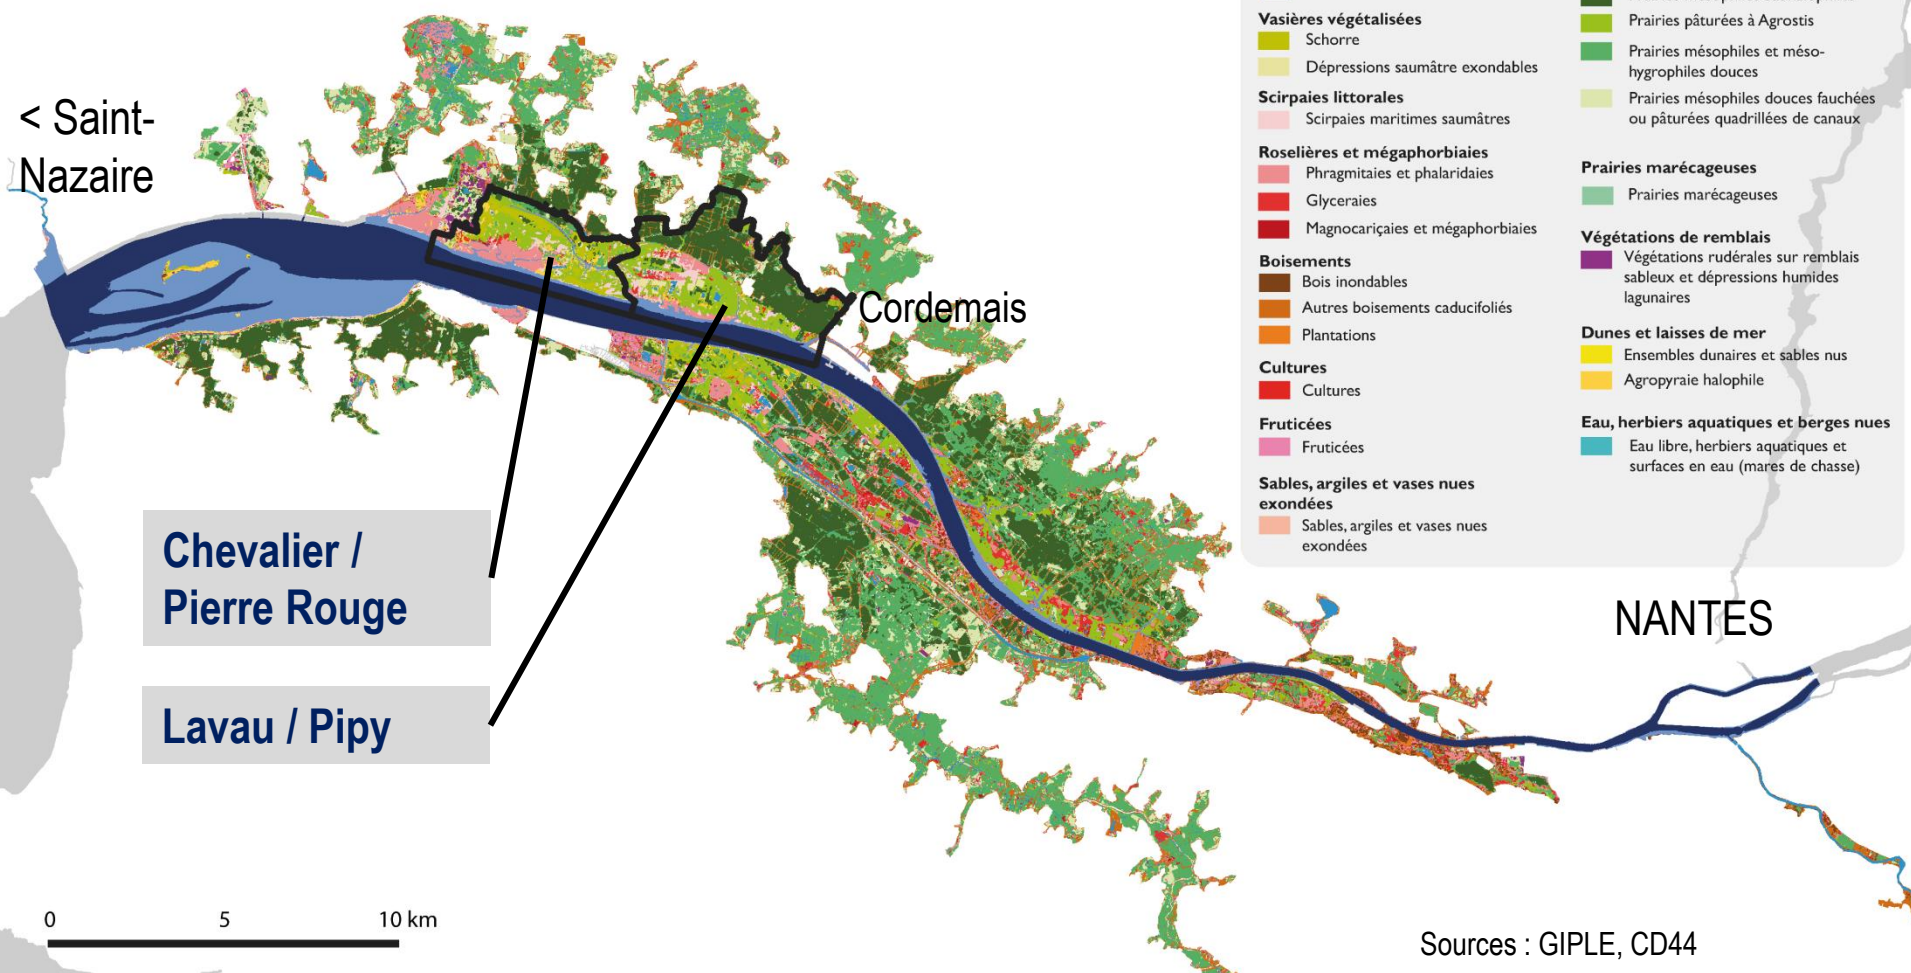 < Saint-
Nazaire
Cordemais
Chevalier /
Pierre Rouge
Lavau / Pipy
NANTES
0 5 10 km
Sources : GIPLE, CD44
Vasières végétalisées
Schorre
Dépressions saumâtre exondables
Scirpaies littorales
Scirpaies maritimes saumâtres
Roselières et mégaphorbiaies
Phragmitaies et phalaridaies
Glyceraies
Magnocariçaies et mégaphorbiaies
Boisements
Bois inondables
Autres boisements caducifoliés
Plantations
Cultures
Cultures
Fruticées
Fruticées
Sables, argiles et vases nues
exondées
Sables, argiles et vases nues
exondées
Prairies pâturées à Agrostis
Prairies mésophiles et méso-
hygrophiles douces
Prairies mésophiles douces fauchées
ou pâturées quadrillées de canaux
Prairies marécageuses
Prairies marécageuses
Végétations de remblais
Végétations rudérales sur remblais
sableux et dépressions humides
lagunaires
Dunes et laisses de mer
Ensembles dunaires et sables nus
Agropyraie halophile
Eau, herbiers aquatiques et berges nues
Eau libre, herbiers aquatiques et
surfaces en eau (mares de chasse)